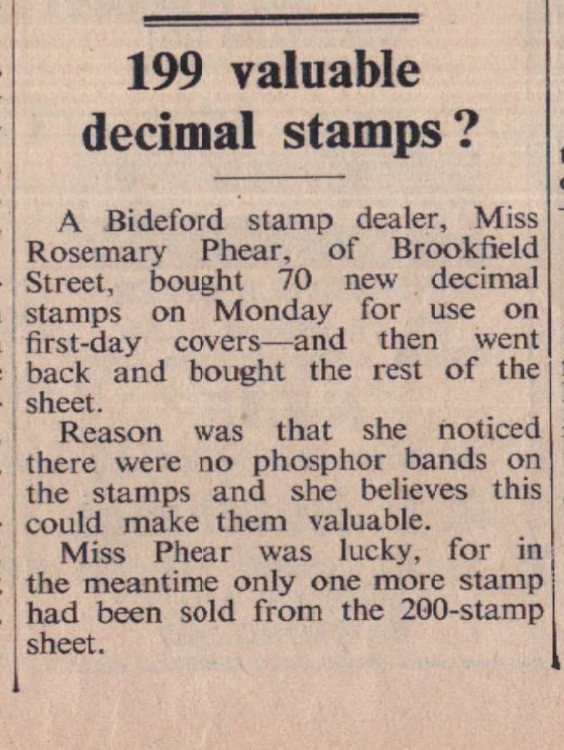 199 valuable
decimal stamps?
A Bideford stamp dealer, Miss
Rosemary Phear, of Brookfield
Street, bought 70 new decimal
stamps on Monday for use on
first-day covers—and then went
back and bought the rest of the
sheet.
Reason was that she noticed
there were no phosphor bands on
the stamps and she believes this
could make them valuable.
Miss Phear was lucky, for in
the meantime only one more stamp
had been sold from the 200-stamp
sheet.